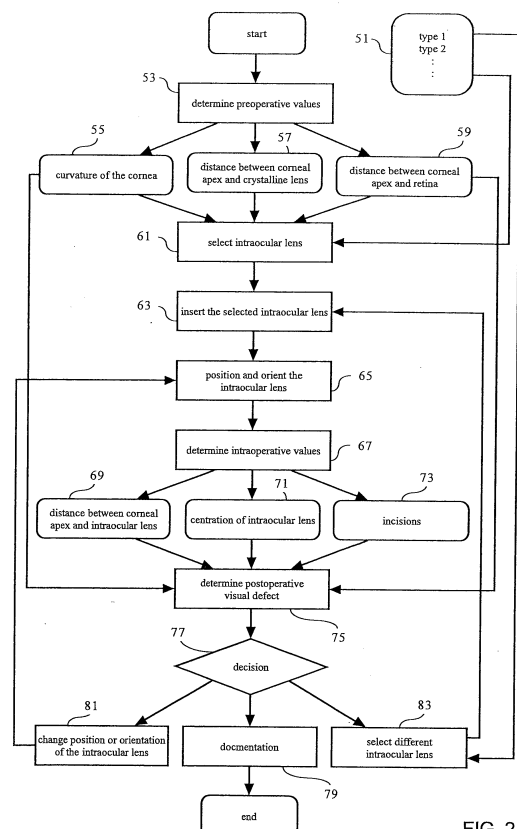 start
51
type 1
type 2
:
:
53
determine preoperative values
55
57
59
curvature of the cornea
distance between corneal
apex and crystalline lens
distance between corneal
apex and retina
61
select intraocular lens
63
insert the selected intraocular lens
position and orient the
intraocular lens
65
determine intraoperative values
67
69
71
73
distance between corneal
apex and intraocular lens
centration of intraocular lens
incisions
determine postoperative
visual defect
75
77
decision
81
83
change position or orientation
of the intraocular lens
docmentation
select different
intraocular lens
79
end
FIG. 2